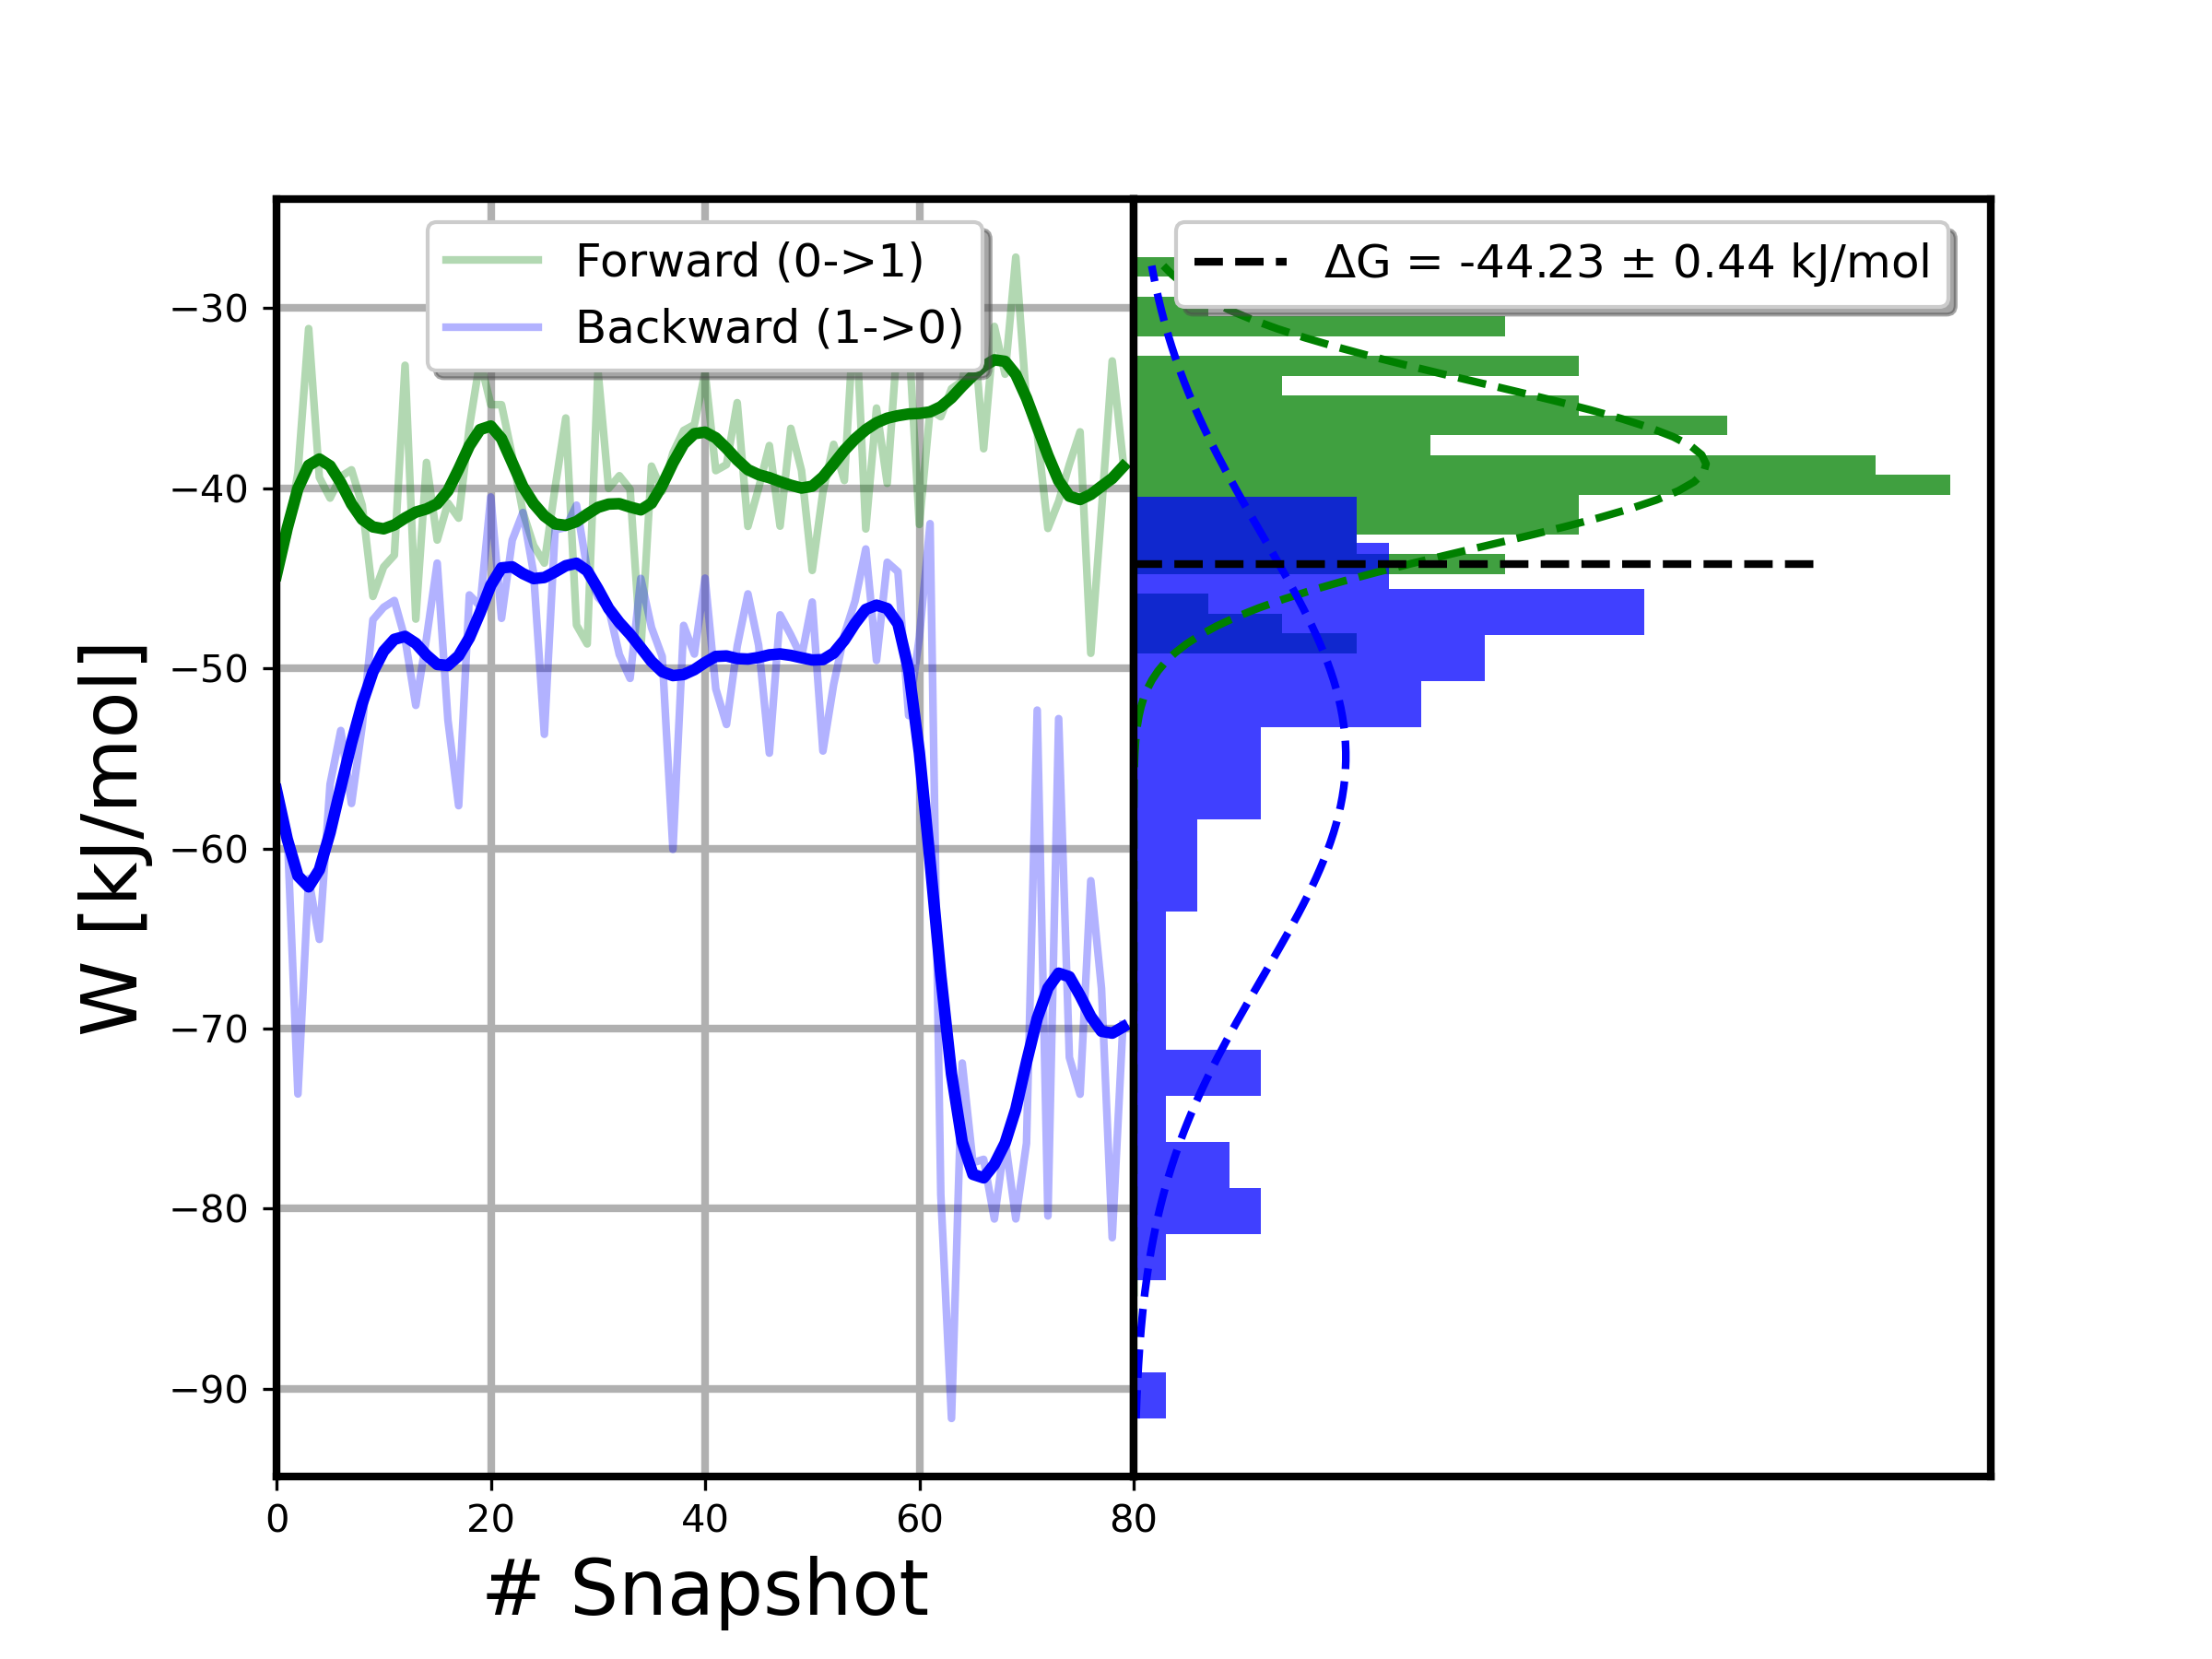 Forward (0->1)
Backward (1->0)
ΔG = -44.23 ± 0.44 kJ/mol
W [kJ/mol]
−30
−40
−50
−60
−70
−80
−90
0 20 40 60 80
# Snapshot